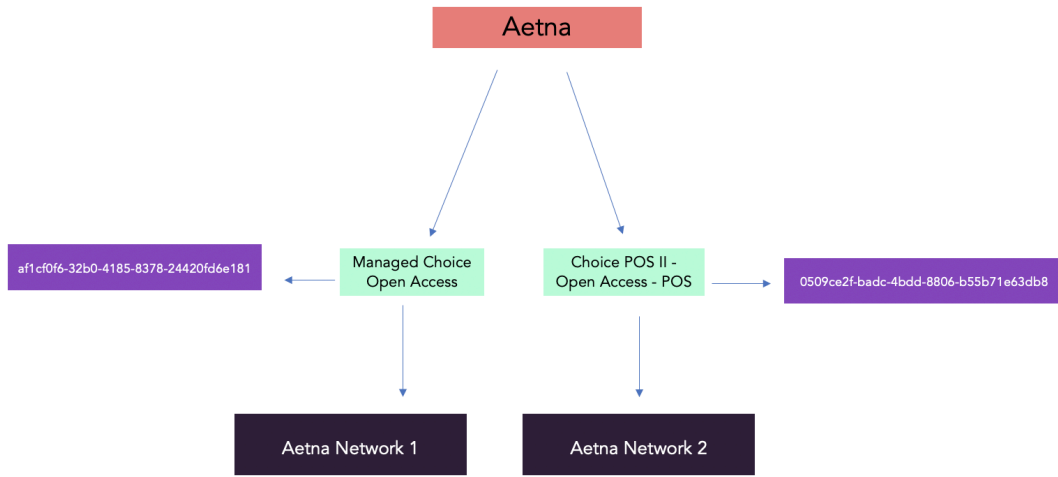 Aetna
af1cf0f6-32b0-4185-8378-24420fd6e181
Managed Choice
Open Access
Choice POS II -
Open Access - POS
0509ce2f-badc-4bdd-8806-b55b71e63db8
Aetna Network 1
Aetna Network 2